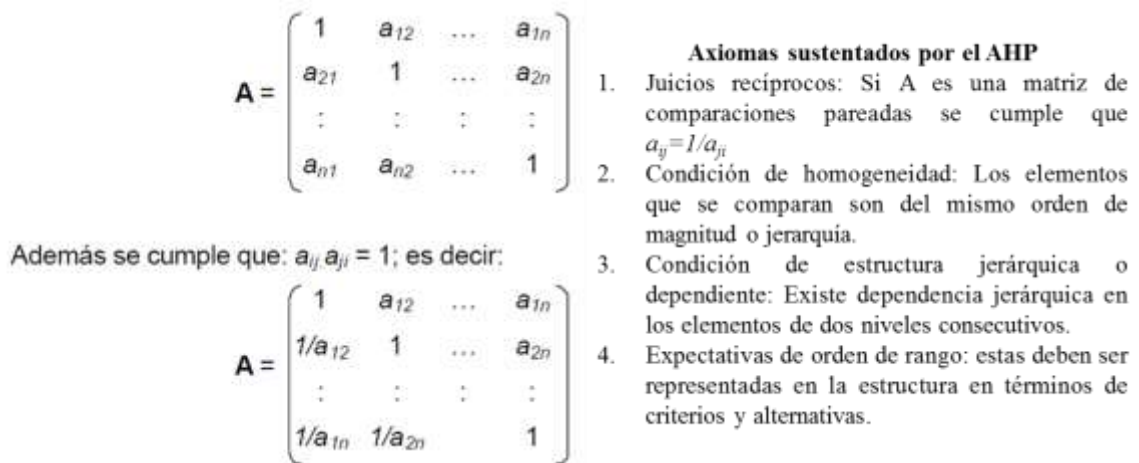 A =
1 a12 ... a1n
a21 1 ... a2n
: : : :
an1 an2 ... 1
Además se cumple que: aij aji = 1; es decir:
A =
1 a12 ... a1n
1/a12 1 ... a2n
: : : :
1/a1n 1/a2n 1
Axiomas sustentados por el AHP
1. Juicios recíprocos: Si A es una matriz de
comparaciones pareadas se cumple que
aij=1/aji
2. Condición de homogeneidad: Los elementos
que se comparan son del mismo orden de
magnitud o jerarquía.
3. Condición de estructura jerárquica o
dependiente: Existe dependencia jerárquica en
los elementos de dos niveles consecutivos.
4. Expectativas de orden de rango: estas deben ser
representadas en la estructura en términos de
criterios y alternativas.